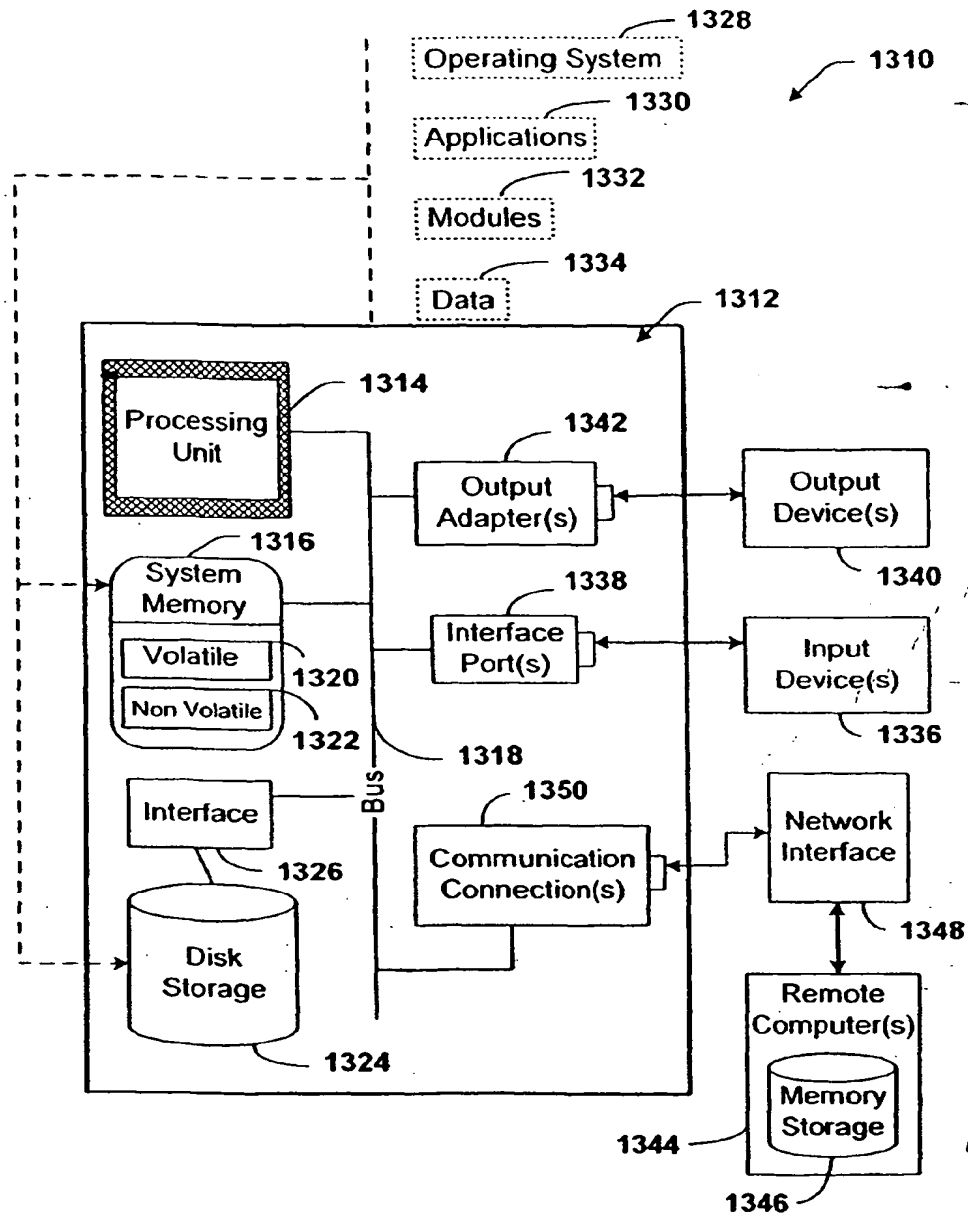 1328
Operating System
1310
1330
Applications
1332
Modules
1334
Data
1312
1314
Processing
Unit
1342
Output
Adapter(s)
Output
Device(s)
1340
1316
System
Memory
Volatile
1320
Non Volatile
1322
1338
Interface
Port(s)
Input
Device(s)
1336
1318
Bus
Interface
1326
1350
Communication
Connection(s)
Network
Interface
1348
Disk
Storage
1324
Remote
Computer(s)
Memory
Storage
1344
1346